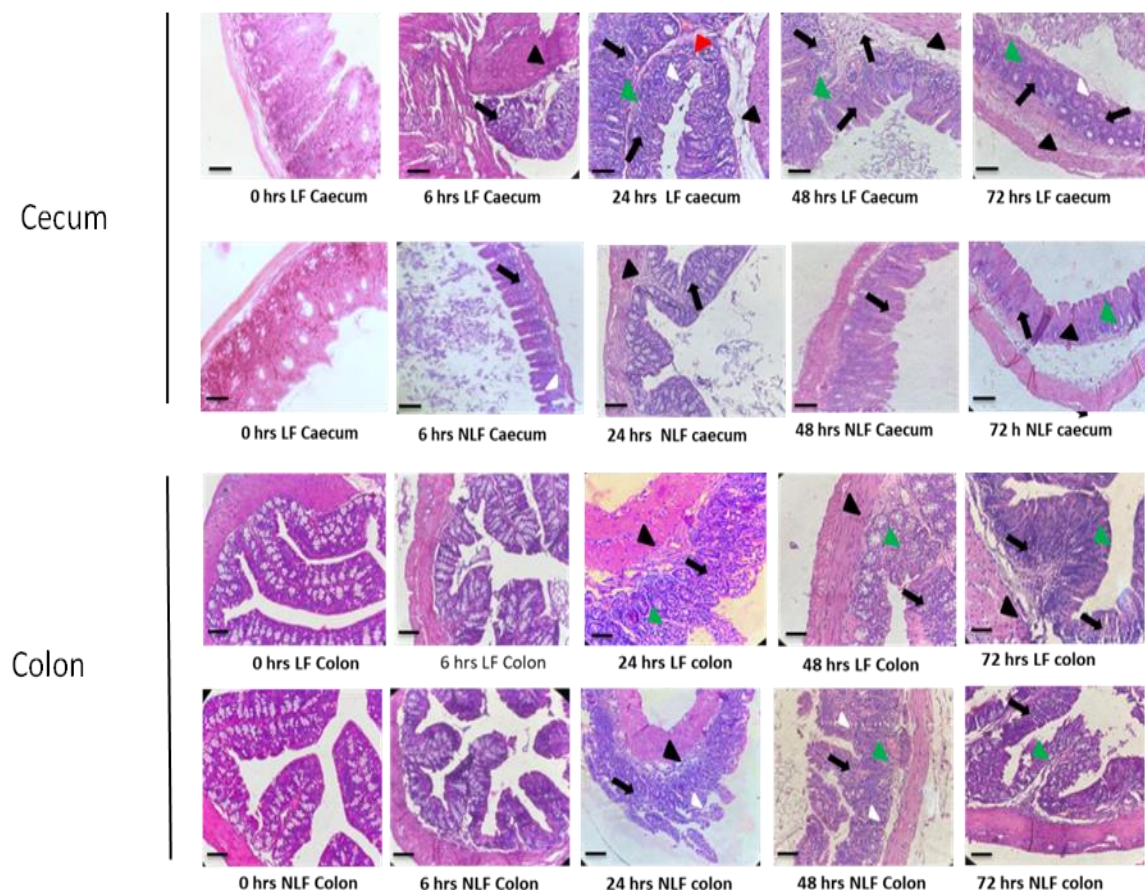 Cecum
0 hrs LF Caecum
6 hrs LF Caecum
24 hrs LF caecum
48 hrs LF Caecum
72 hrs LF caecum
0 hrs LF Caecum
6 hrs NLF Caecum
24 hrs NLF caecum
48 hrs NLF Caecum
72 h NLF caecum
Colon
0 hrs LF Colon
6 hrs LF Colon
24 hrs LF colon
48 hrs LF Colon
72 hrs LF colon
0 hrs NLF Colon
6 hrs NLF Colon
24 hrs NLF colon
48 hrs NLF Colon
72 hrs NLF colon